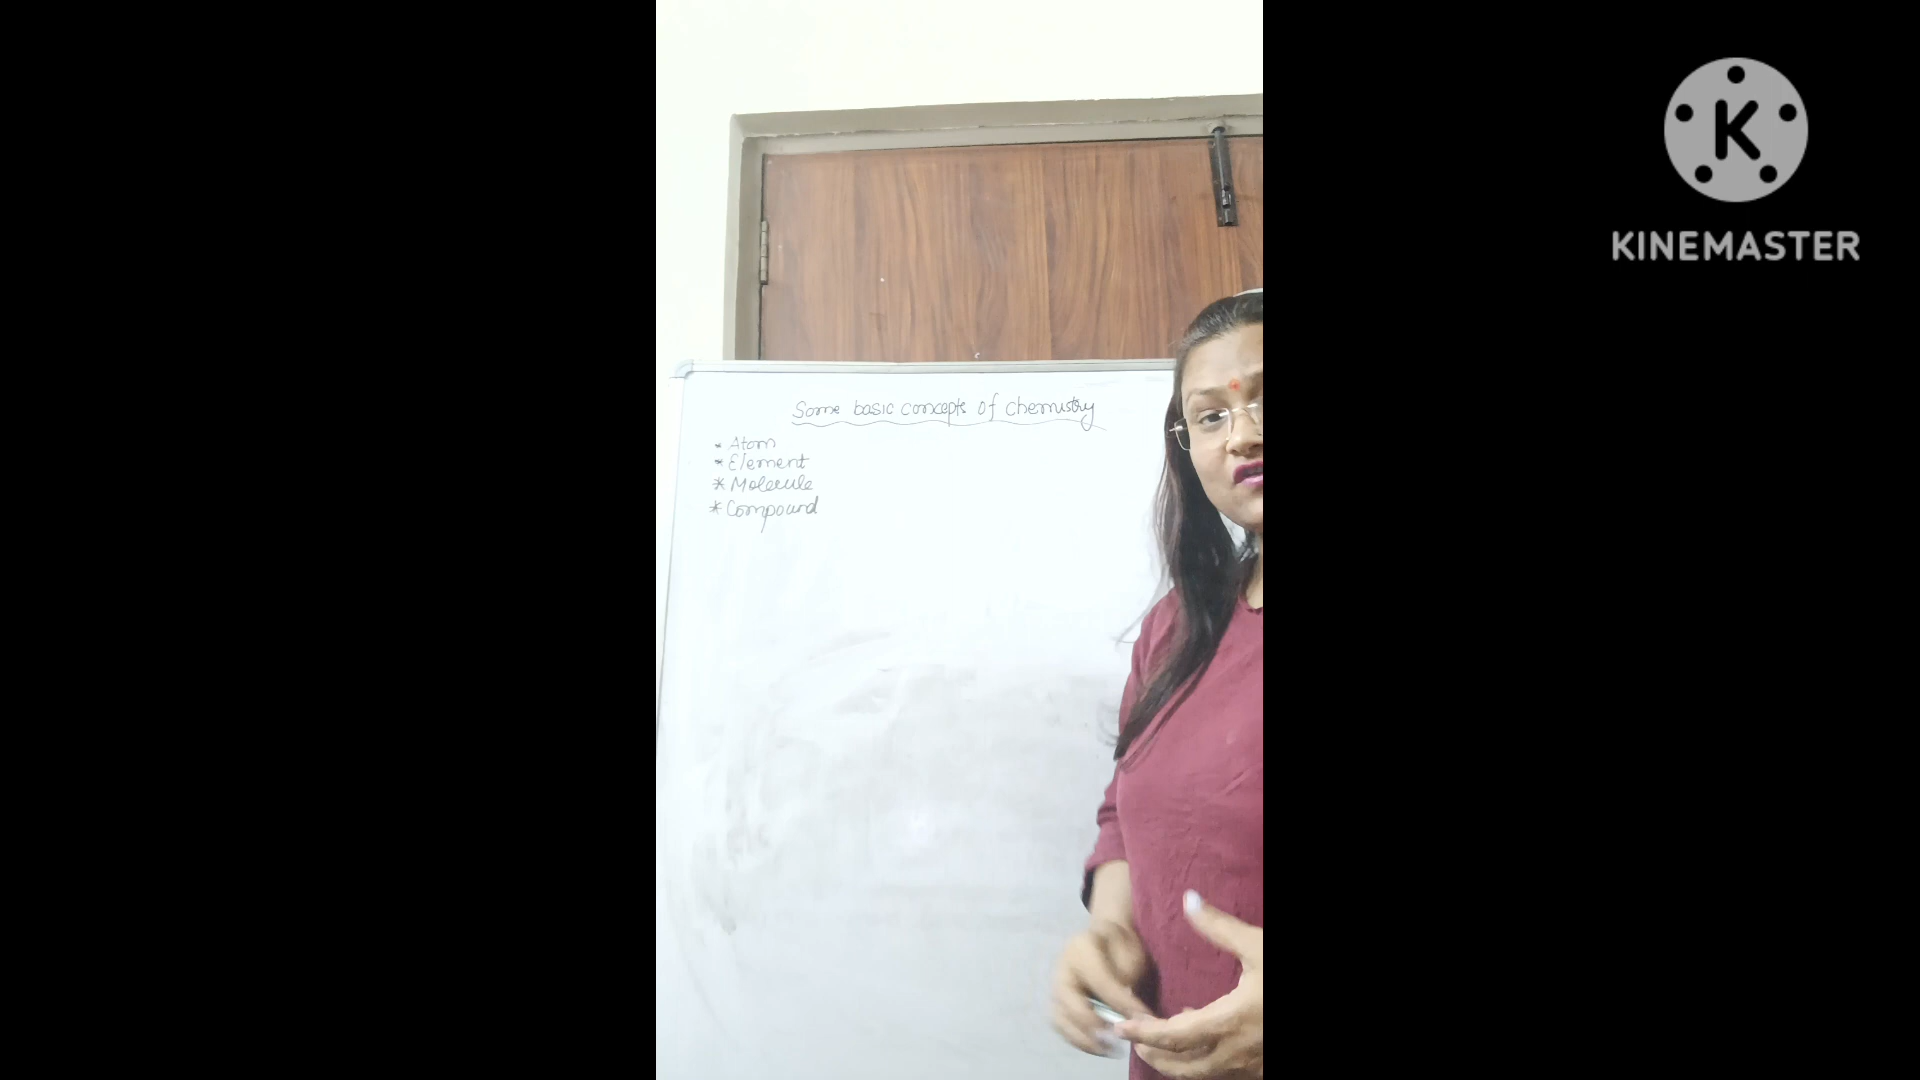 K
KINEMASTER
Some basic concepts of chemistry
* Atom
* Element
* Molecule
* Compound